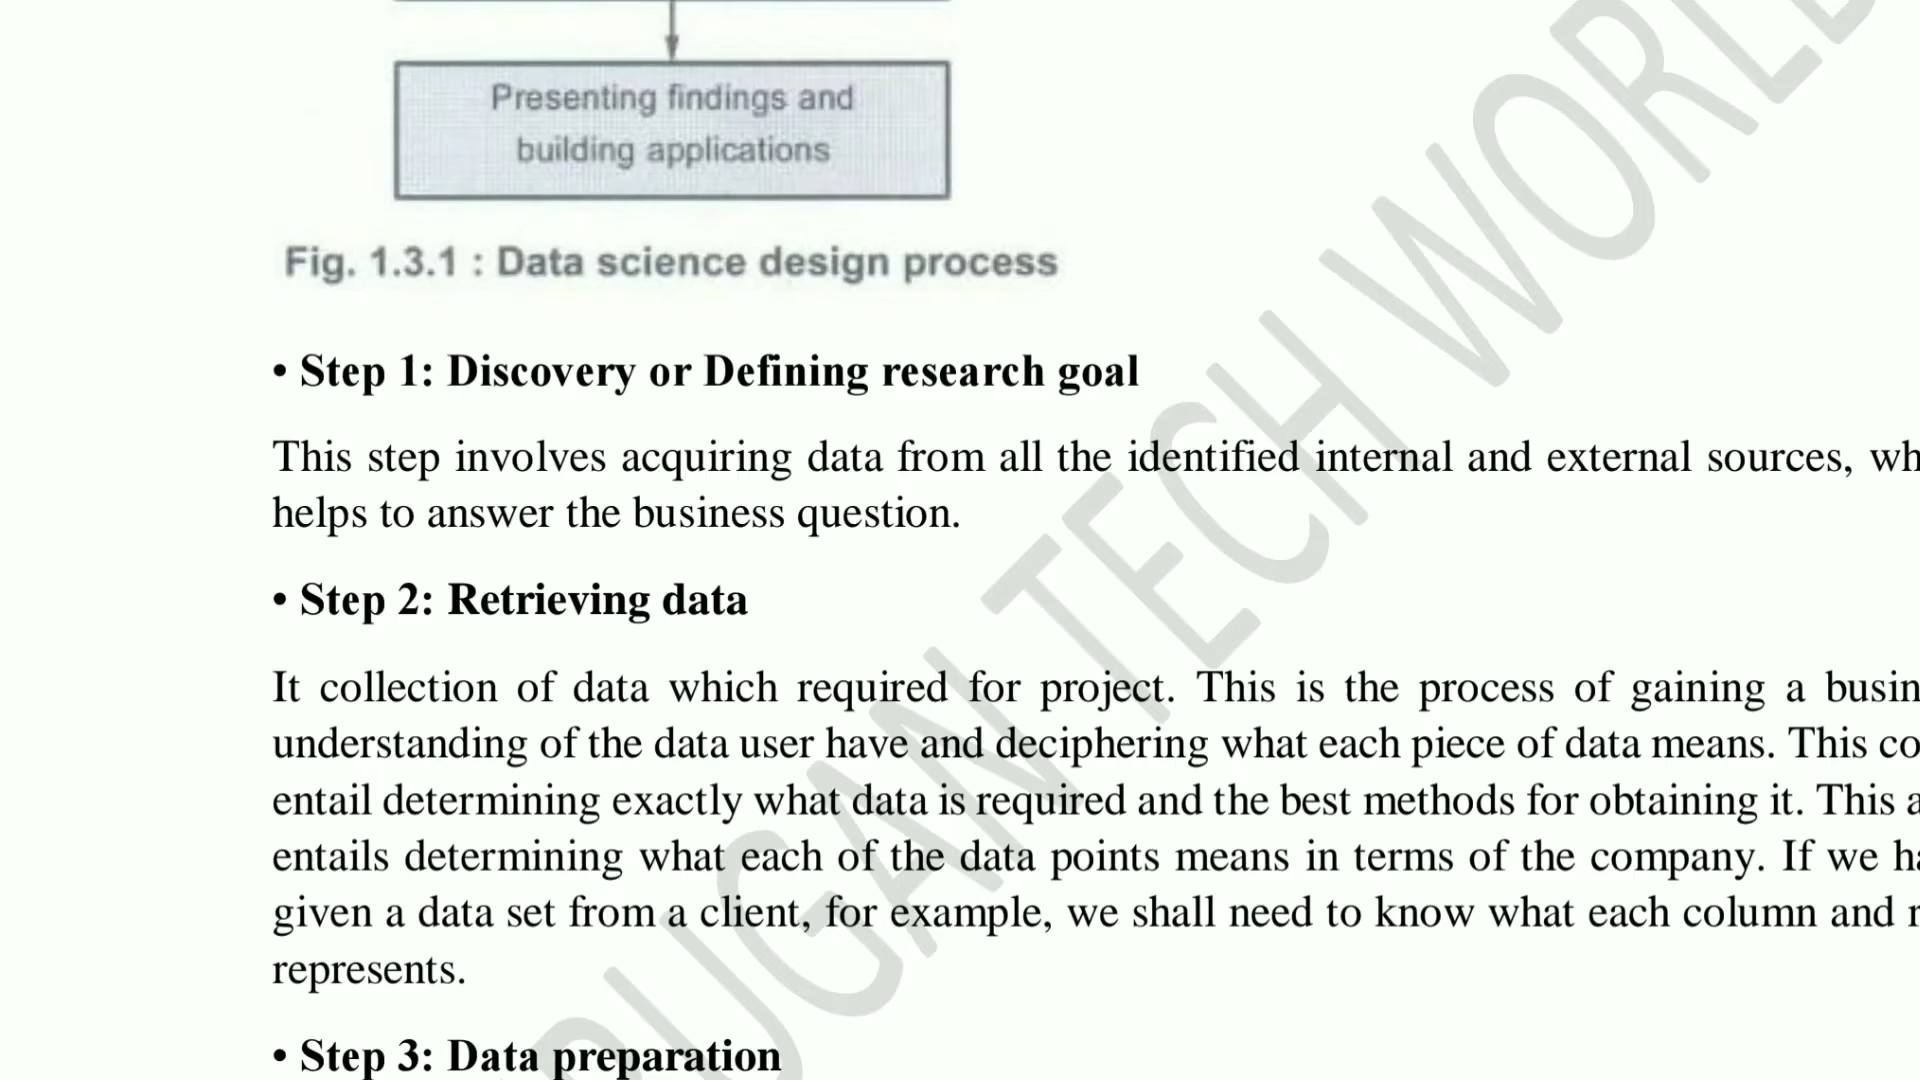 Presenting findings and
building applications
Fig. 1.3.1 : Data science design process
• Step 1: Discovery or Defining research goal
This step involves acquiring data from all the identified internal and external sources, wh
helps to answer the business question.
• Step 2: Retrieving data
It collection of data which required for project. This is the process of gaining a busin
understanding of the data user have and deciphering what each piece of data means. This co
entail determining exactly what data is required and the best methods for obtaining it. This a
entails determining what each of the data points means in terms of the company. If we ha
given a data set from a client, for example, we shall need to know what each column and r
represents.
• Step 3: Data preparation
UGAN TECH WORL